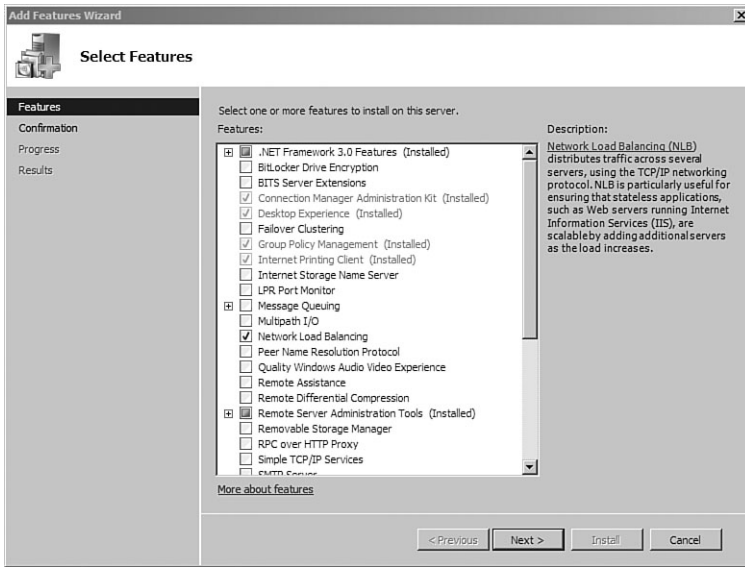 Add Features Wizard
Select Features
Features
Confirmation
Progress
Results
Select one or more features to install on this server.
Features:
.NET Framework 3.0 Features (Installed)
BitLocker Drive Encryption
BITS Server Extensions
Connection Manager Administration Kit (Installed)
Desktop Experience (Installed)
Failover Clustering
Group Policy Management (Installed)
Internet Printing Client (Installed)
Internet Storage Name Server
LPR Port Monitor
Message Queuing
Multipath I/O
Network Load Balancing
Peer Name Resolution Protocol
Quality Windows Audio Video Experience
Remote Assistance
Remote Differential Compression
Remote Server Administration Tools (Installed)
Removable Storage Manager
RPC over HTTP Proxy
Simple TCP/IP Services
SMTP Server
More about features
Description:
Network Load Balancing (NLB)
distributes traffic across several
servers, using the TCP/IP networking
protocol. NLB is particularly useful for
ensuring that stateless applications,
such as Web servers running Internet
Information Services (IIS), are
scalable by adding additional servers
as the load increases.
< Previous
Next >
Install
Cancel